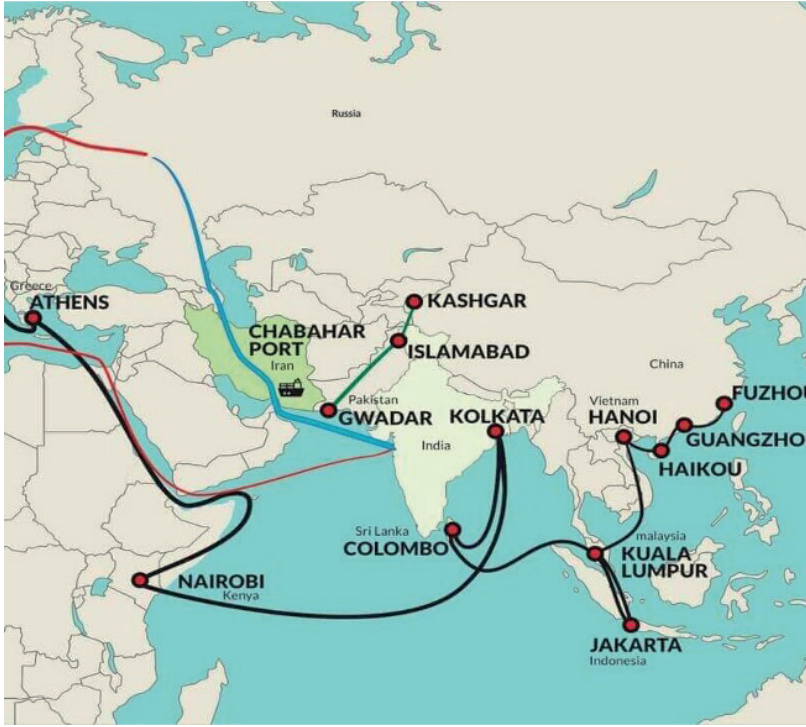 Russia
Greece
ATHENS
KASHGAR
CHABAHAR
PORT
Iran
ISLAMABAD
China
Pakistan
GWADAR
KOLKATA
Vietnam
HANOI
FUZHOU
GUANGZHO
India
HAIKOU
Sri Lanka
COLOMBO
malaysia
KUALA
LUMPUR
NAIROBI
Kenya
JAKARTA
Indonesia